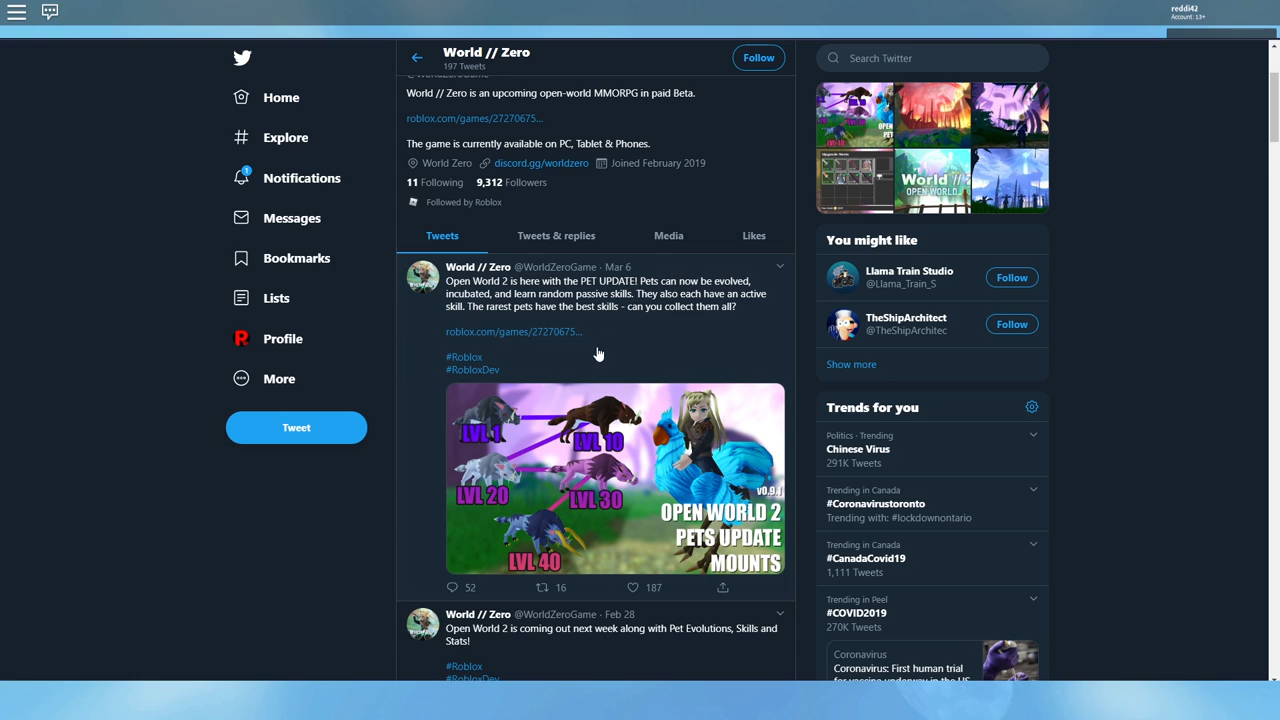 reddi42
Account: 13+
World // Zero
197 Tweets
Follow
@WorldZeroGame
World // Zero is an upcoming open-world MMORPG in paid Beta.
roblox.com/games/27270675...
The game is currently available on PC, Tablet & Phones.
World Zero discord.gg/worldzero Joined February 2019
11 Following 9,312 Followers
Followed by Roblox
Tweets Tweets & replies Media Likes
Home
Explore
1
Notifications
Messages
Bookmarks
Lists
Profile
More
Tweet
World // Zero @WorldZeroGame · Mar 6
Open World 2 is here with the PET UPDATE! Pets can now be evolved,
incubated, and learn random passive skills. They also each have an active
skill. The rarest pets have the best skills - can you collect them all?
roblox.com/games/27270675...
#Roblox
#RobloxDev
LVL 1
LVL 10
LVL 20
LVL 30
LVL 40
v0.9.1
OPEN WORLD 2
PETS UPDATE
MOUNTS
52 16 187
World // Zero @WorldZeroGame · Feb 28
Open World 2 is coming out next week along with Pet Evolutions, Skills and
Stats!
#Roblox
#RobloxDev
Search Twitter
World //
OPEN WORLD
You might like
Llama Train Studio
@Llama_Train_S
Follow
TheShipArchitect
@TheShipArchitec
Follow
Show more
Trends for you
Politics · Trending
Chinese Virus
291K Tweets
Trending in Canada
#Coronavirustoronto
Trending with: #lockdownontario
Trending in Canada
#CanadaCovid19
1,111 Tweets
Trending in Peel
#COVID2019
270K Tweets
Coronavirus
Coronavirus: First human trial
for vaccine underway in the US